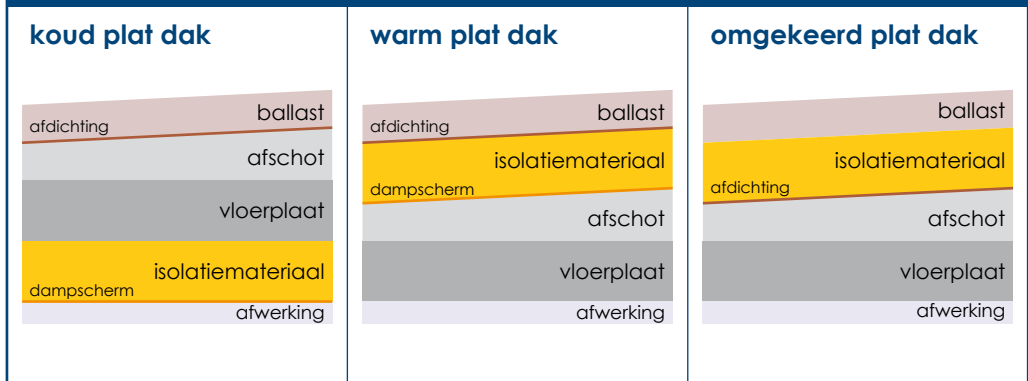 koud plat dak
ballast
afdichting
afschot
vloerplaat
isolatiemateriaal
dampscherm
afwerking
warm plat dak
ballast
afdichting
isolatiemateriaal
dampscherm
afschot
vloerplaat
afwerking
omgekeerd plat dak
ballast
isolatiemateriaal
afdichting
afschot
vloerplaat
afwerking